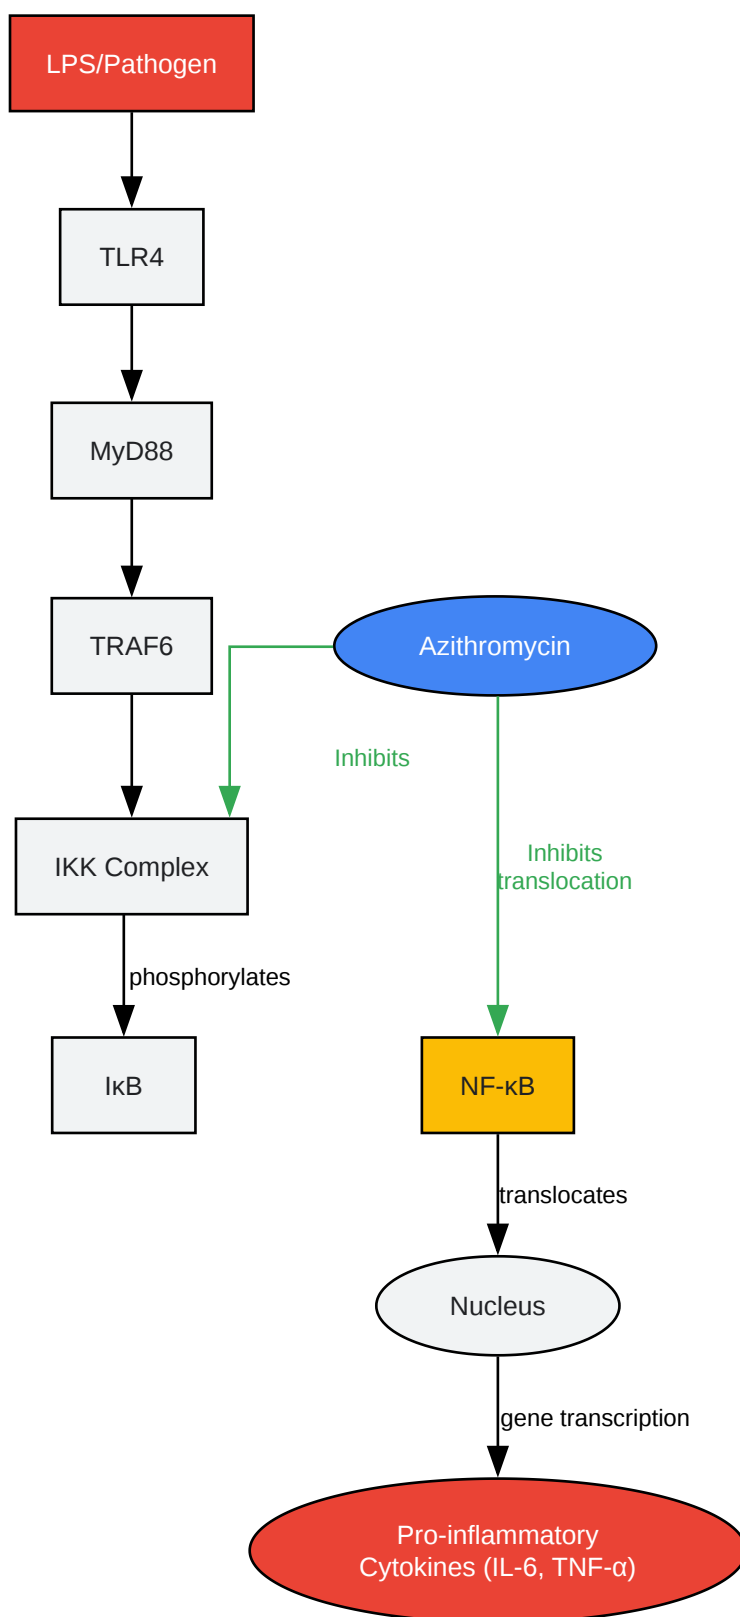 LPS/Pathogen
TLR4
MyD88
TRAF6
Azithromycin
Inhibits
Inhibits
translocation
IKK Complex
phosphorylates
IκB
NF-κB
translocates
Nucleus
gene transcription
Pro-inflammatory
Cytokines (IL-6, TNF-α)